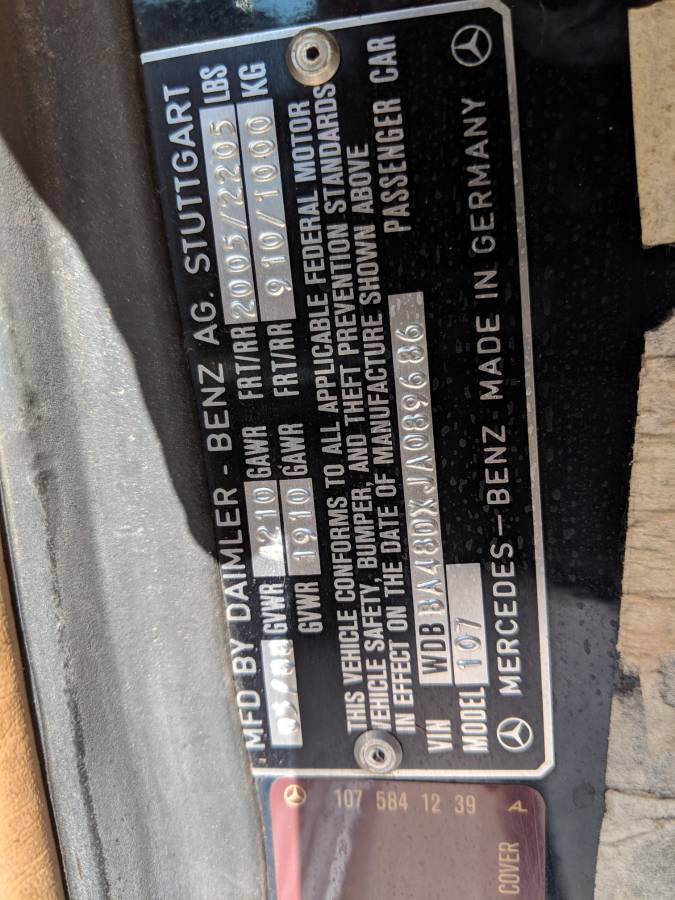 MFD BY DAIMLER - BENZ AG. STUTTGART
GVWR 4210 GAWR FRT/RR 2005/2205 LBS
GVWR 1910 GAWR FRT/RR 910/1000 KG
THIS VEHICLE CONFORMS TO ALL APPLICABLE FEDERAL MOTOR
VEHICLE SAFETY, BUMPER, AND THEFT PREVENTION STANDARDS
IN EFFECT ON THE DATE OF MANUFACTURE SHOWN ABOVE
VIN WDB BA48DXJA089686 PASSENGER CAR
MODEL 107
MERCEDES - BENZ MADE IN GERMANY
107 584 12 39 A
COVER